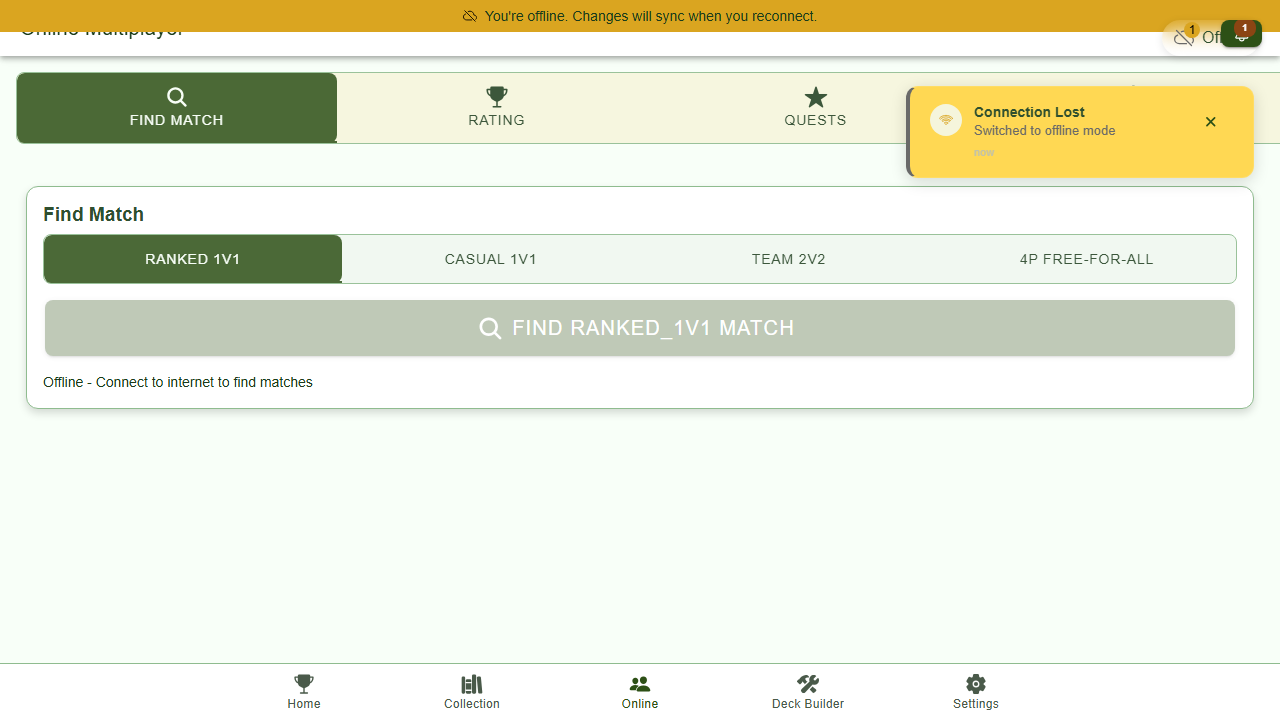 You're offline. Changes will sync when you reconnect.
Online Multiplayer
1
1
FIND MATCH
RATING
QUESTS
Connection Lost
Switched to offline mode
now
Find Match
RANKED 1V1
CASUAL 1V1
TEAM 2V2
4P FREE-FOR-ALL
FIND RANKED_1V1 MATCH
Offline - Connect to internet to find matches
Home
Collection
Online
Deck Builder
Settings